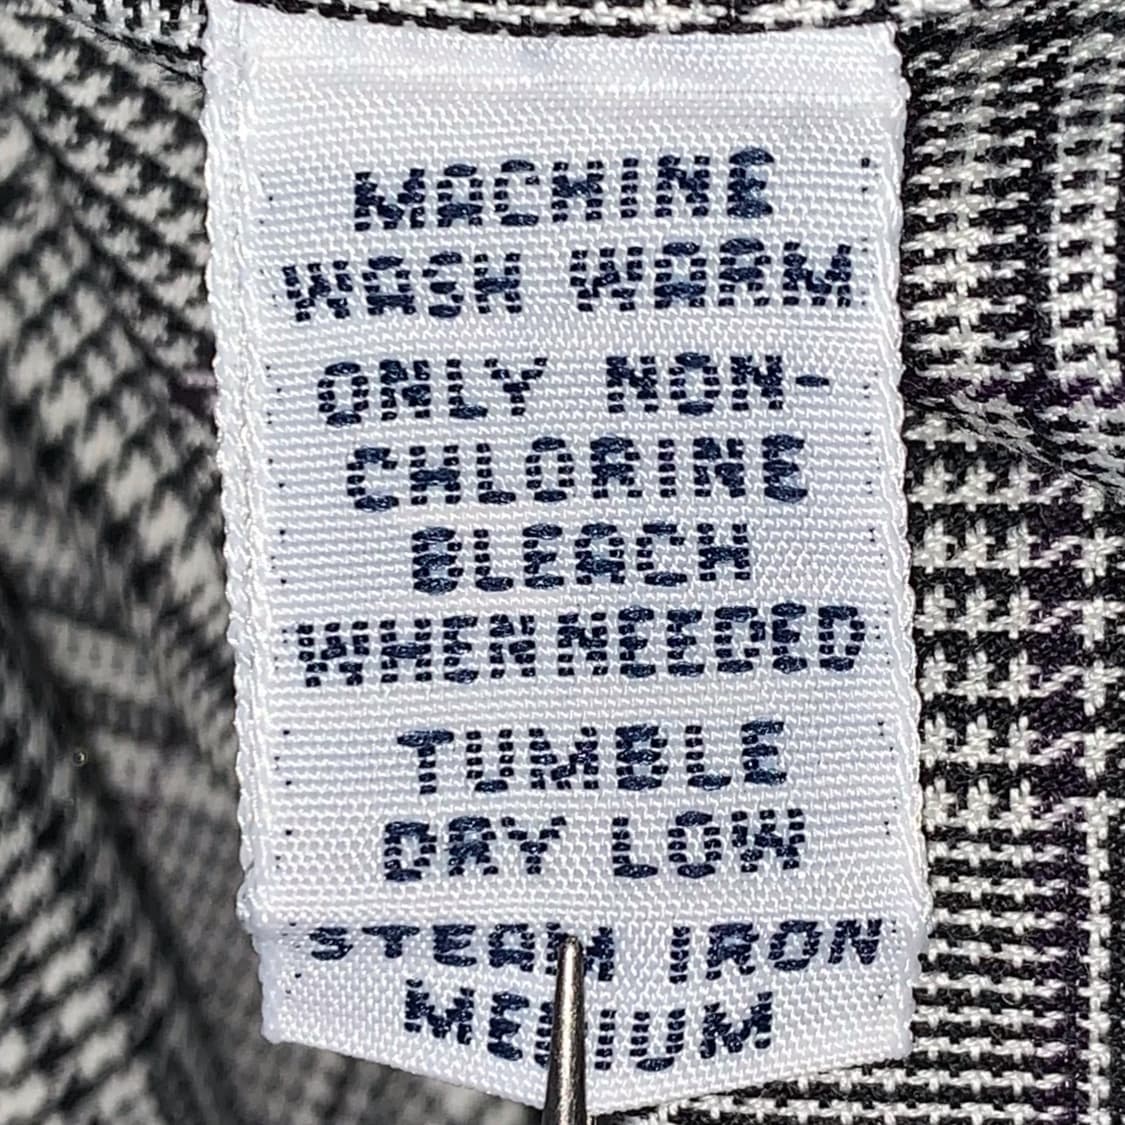 MACHINE
WASH WARM
ONLY NON-
CHLORINE
BLEACH
WHEN NEEDED
TUMBLE
DRY LOW
STEAM IRON
MEDIUM